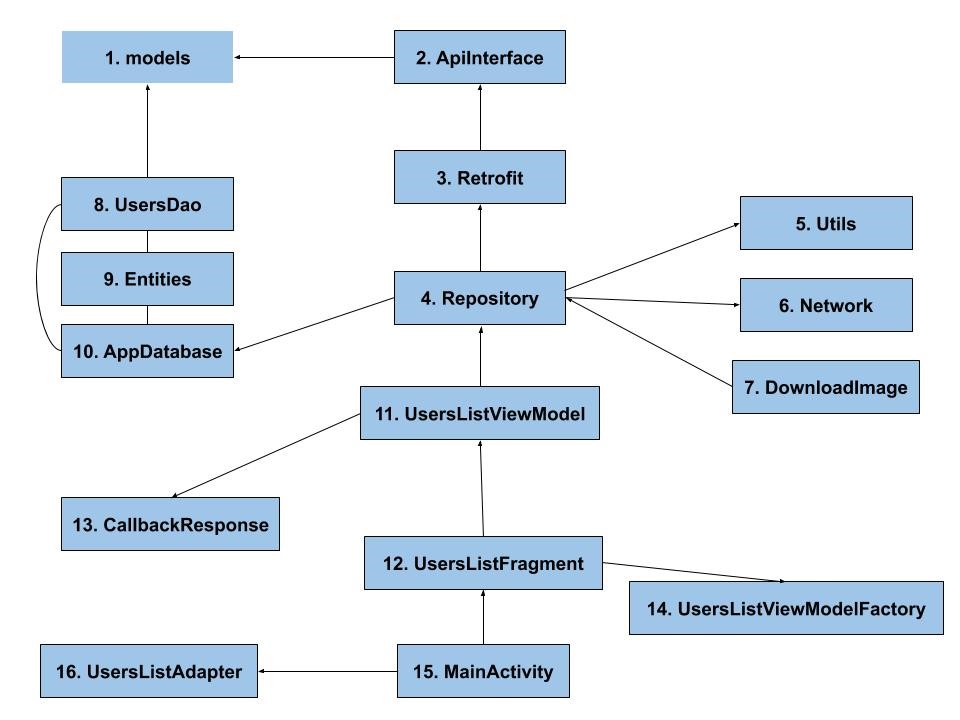 1. models
2. ApiInterface
3. Retrofit
8. UsersDao
5. Utils
9. Entities
4. Repository
6. Network
10. AppDatabase
7. DownloadImage
11. UsersListViewModel
13. CallbackResponse
12. UsersListFragment
14. UsersListViewModelFactory
16. UsersListAdapter
15. MainActivity